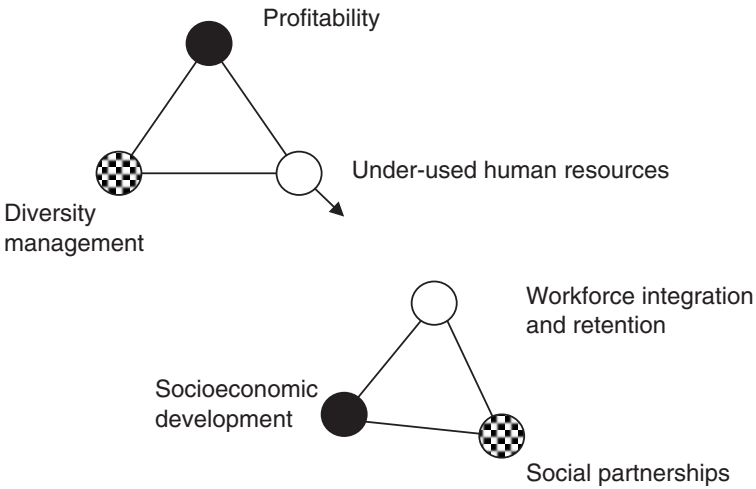 Profitability
Under-used human resources
Diversity
management
Workforce integration
and retention
Socioeconomic
development
Social partnerships